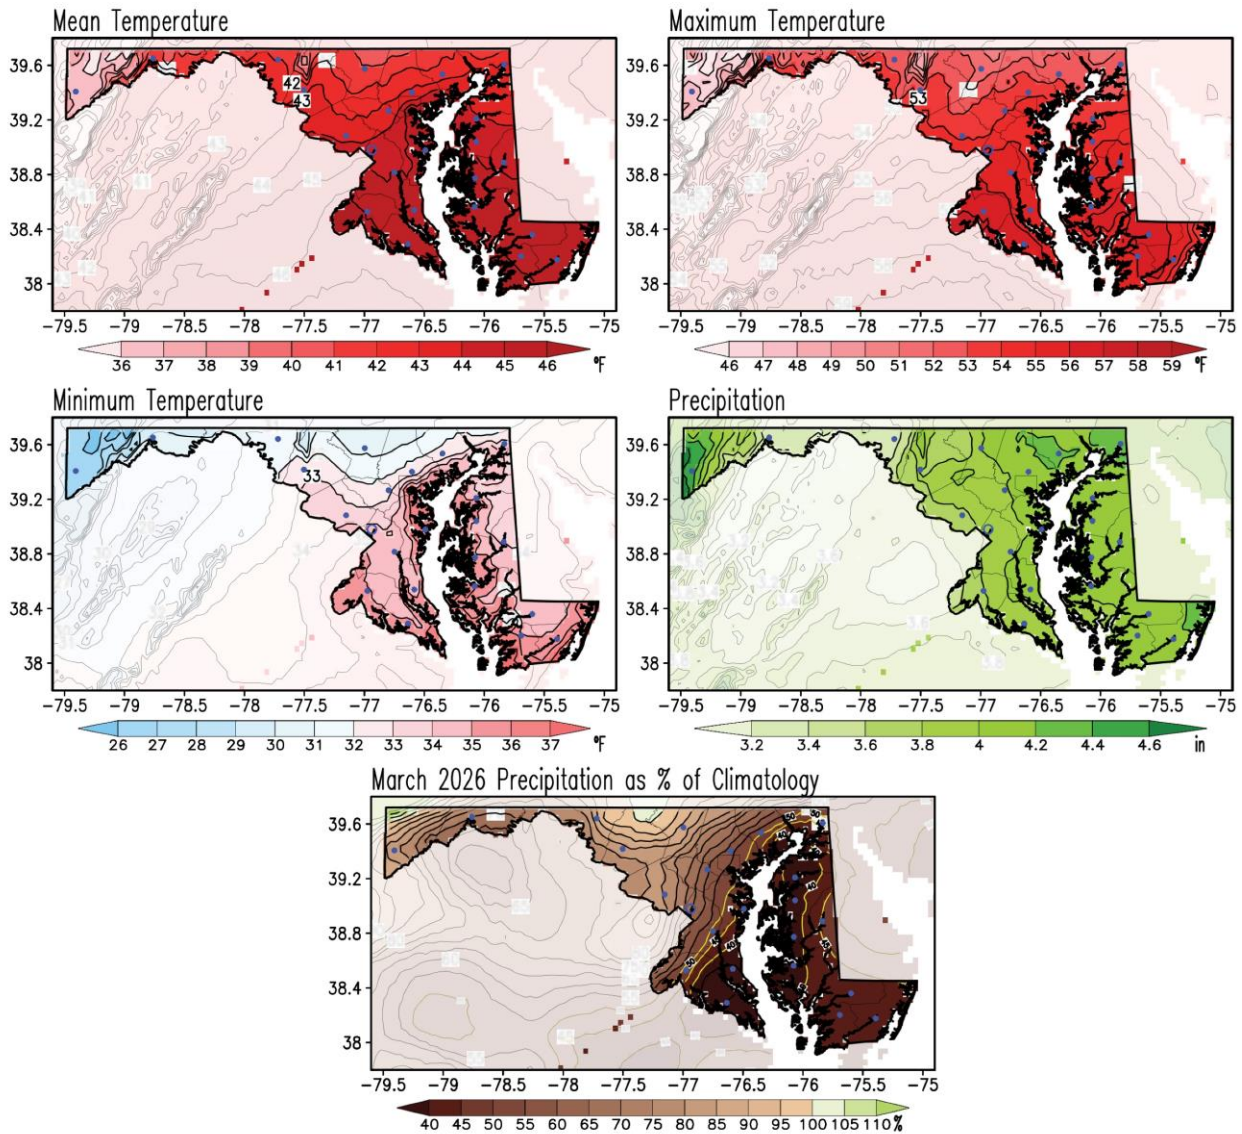 Mean Temperature
Maximum Temperature
39.6
39.2
38.8
38.4
38
42
43
-79.5 -79 -78.5 -78 -77.5 -77 -76.5 -76 -75.5 -75
36 37 38 39 40 41 42 43 44 45 46 °F
39.6
39.2
38.8
38.4
38
53
-79.5 -79 -78.5 -78 -77.5 -77 -76.5 -76 -75.5 -75
46 47 48 49 50 51 52 53 54 55 56 57 58 59 °F
Minimum Temperature
Precipitation
39.6
39.2
38.8
38.4
38
33
-79.5 -79 -78.5 -78 -77.5 -77 -76.5 -76 -75.5 -75
26 27 28 29 30 31 32 33 34 35 36 37 °F
39.6
39.2
38.8
38.4
38
3.6
3.8
-79.5 -79 -78.5 -78 -77.5 -77 -76.5 -76 -75.5 -75
3.2 3.4 3.6 3.8 4 4.2 4.4 4.6 in
March 2026 Precipitation as % of Climatology
39.6
39.2
38.8
38.4
38
50
50
40
40
50
-79.5 -79 -78.5 -78 -77.5 -77 -76.5 -76 -75.5 -75
40 45 50 55 60 65 70 75 80 85 90 95 100 105 110 %